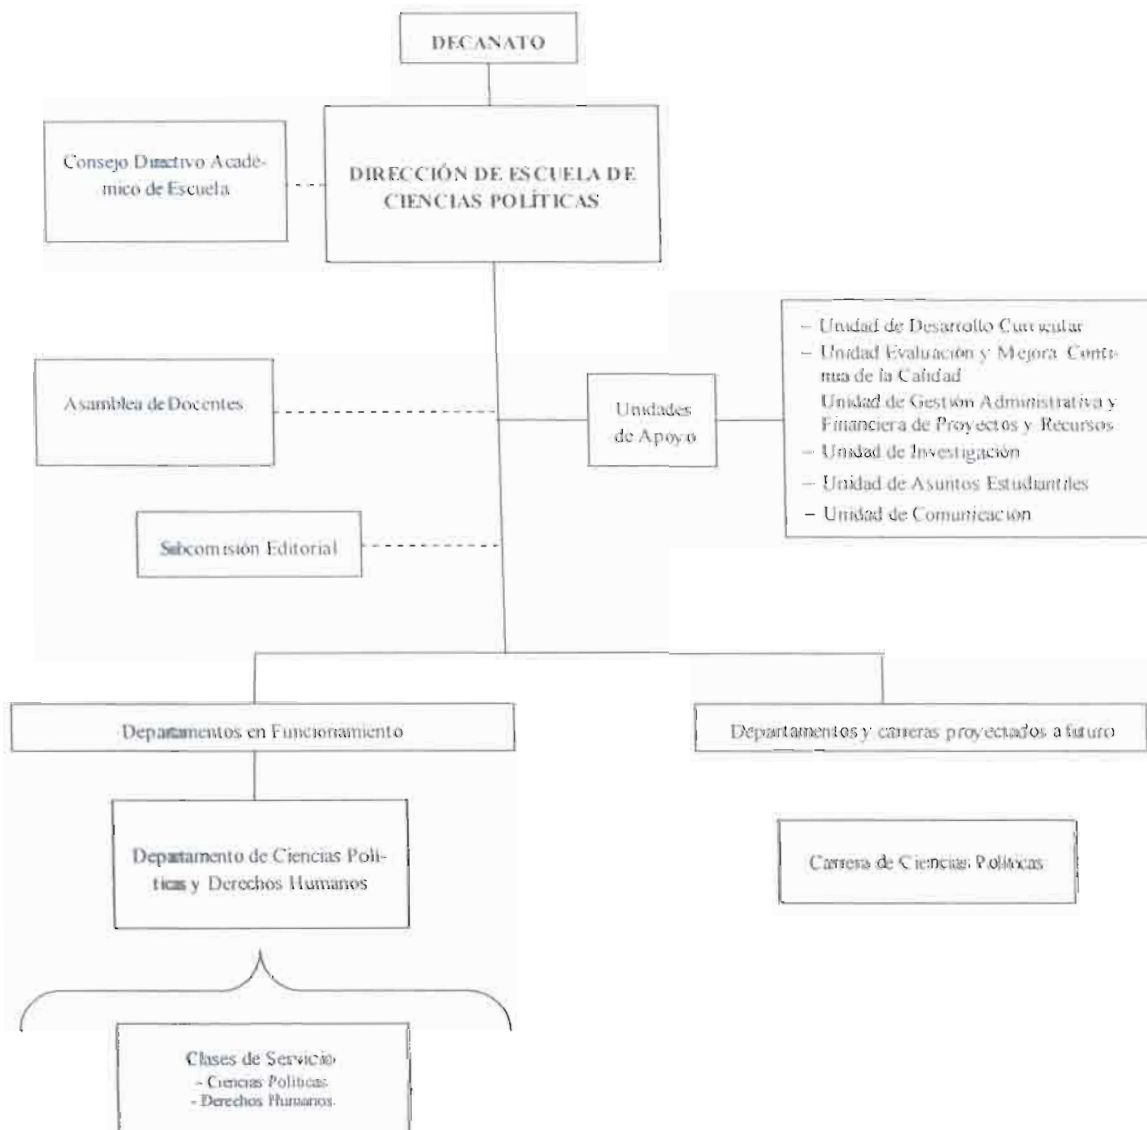 DECANATO
Consejo Directivo Acadé-
mico de Escuela
DIRECCIÓN DE ESCUELA DE
CIENCIAS POLÍTICAS
– Unidad de Desarrollo Curricular
– Unidad Evaluación y Mejora Conti-
nua de la Calidad
Unidad de Gestión Administrativa y
Financiera de Proyectos y Recursos
– Unidad de Investigación
– Unidad de Asuntos Estudiantiles
– Unidad de Comunicación
Asamblea de Docentes
Unidades
de Apoyo
Subcomisión Editorial
Departamentos en Funcionamiento
Departamentos y carreras proyectados a futuro
Departamento de Ciencias Polí-
ticas y Derechos Humanos
Carrera de Ciencias Políticas
Clases de Servicio
- Ciencias Políticas
- Derechos Humanos